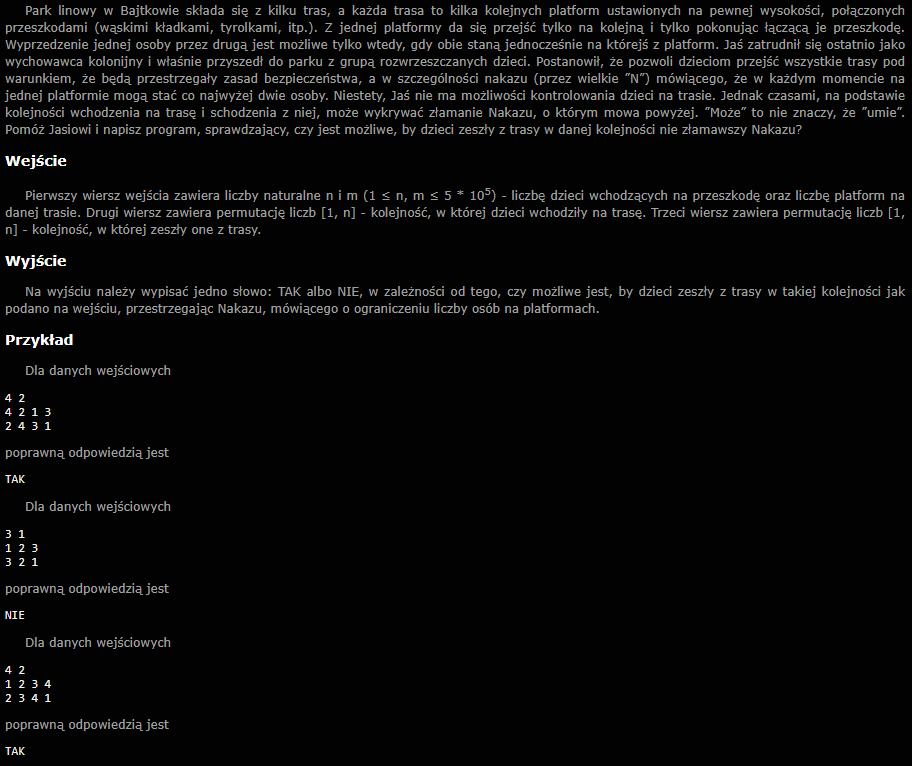 Park linowy w Bajtkowie składa się z kilku tras, a każda trasa to kilka kolejnych platform ustawionych na pewnej wysokości, połączonych
przeszkodami (wąskimi kładkami, tyrolkami, itp.). Z jednej platformy da się przejść tylko na kolejną i tylko pokonując łączącą je przeszkodę.
Wyprzedzenie jednej osoby przez drugą jest możliwe tylko wtedy, gdy obie staną jednocześnie na którejś z platform. Jaś zatrudnił się ostatnio jako
wychowawca kolonijny i właśnie przyszedł do parku z grupą rozwrzeszczanych dzieci. Postanowił, że pozwoli dzieciom przejść wszystkie trasy pod
warunkiem, że będą przestrzegały zasad bezpieczeństwa, a w szczególności nakazu (przez wielkie "N") mówiącego, że w każdym momencie na
jednej platformie mogą stać co najwyżej dwie osoby. Niestety, Jaś nie ma możliwości kontrolowania dzieci na trasie. Jednak czasami, na podstawie
kolejności wchodzenia na trasę i schodzenia z niej, może wykrywać złamanie Nakazu, o którym mowa powyżej. "Może" to nie znaczy, że "umie".
Pomóż Jasiowi i napisz program, sprawdzający, czy jest możliwe, by dzieci zeszły z trasy w danej kolejności nie złamawszy Nakazu?
Wejście
Pierwszy wiersz wejścia zawiera liczby naturalne n i m (1 ≤ n, m ≤ 5 * 10⁵) - liczbę dzieci wchodzących na przeszkodę oraz liczbę platform na
danej trasie. Drugi wiersz zawiera permutację liczb [1, n] - kolejność, w której dzieci wchodziły na trasę. Trzeci wiersz zawiera permutację liczb [1,
n] - kolejność, w której zeszły one z trasy.
Wyjście
Na wyjściu należy wypisać jedno słowo: TAK albo NIE, w zależności od tego, czy możliwe jest, by dzieci zeszły z trasy w takiej kolejności jak
podano na wejściu, przestrzegając Nakazu, mówiącego o ograniczeniu liczby osób na platformach.
Przykład
Dla danych wejściowych
4 2
4 2 1 3
2 4 3 1
poprawną odpowiedzią jest
TAK
Dla danych wejściowych
3 1
1 2 3
3 2 1
poprawną odpowiedzią jest
NIE
Dla danych wejściowych
4 2
1 2 3 4
2 3 4 1
poprawną odpowiedzią jest
TAK